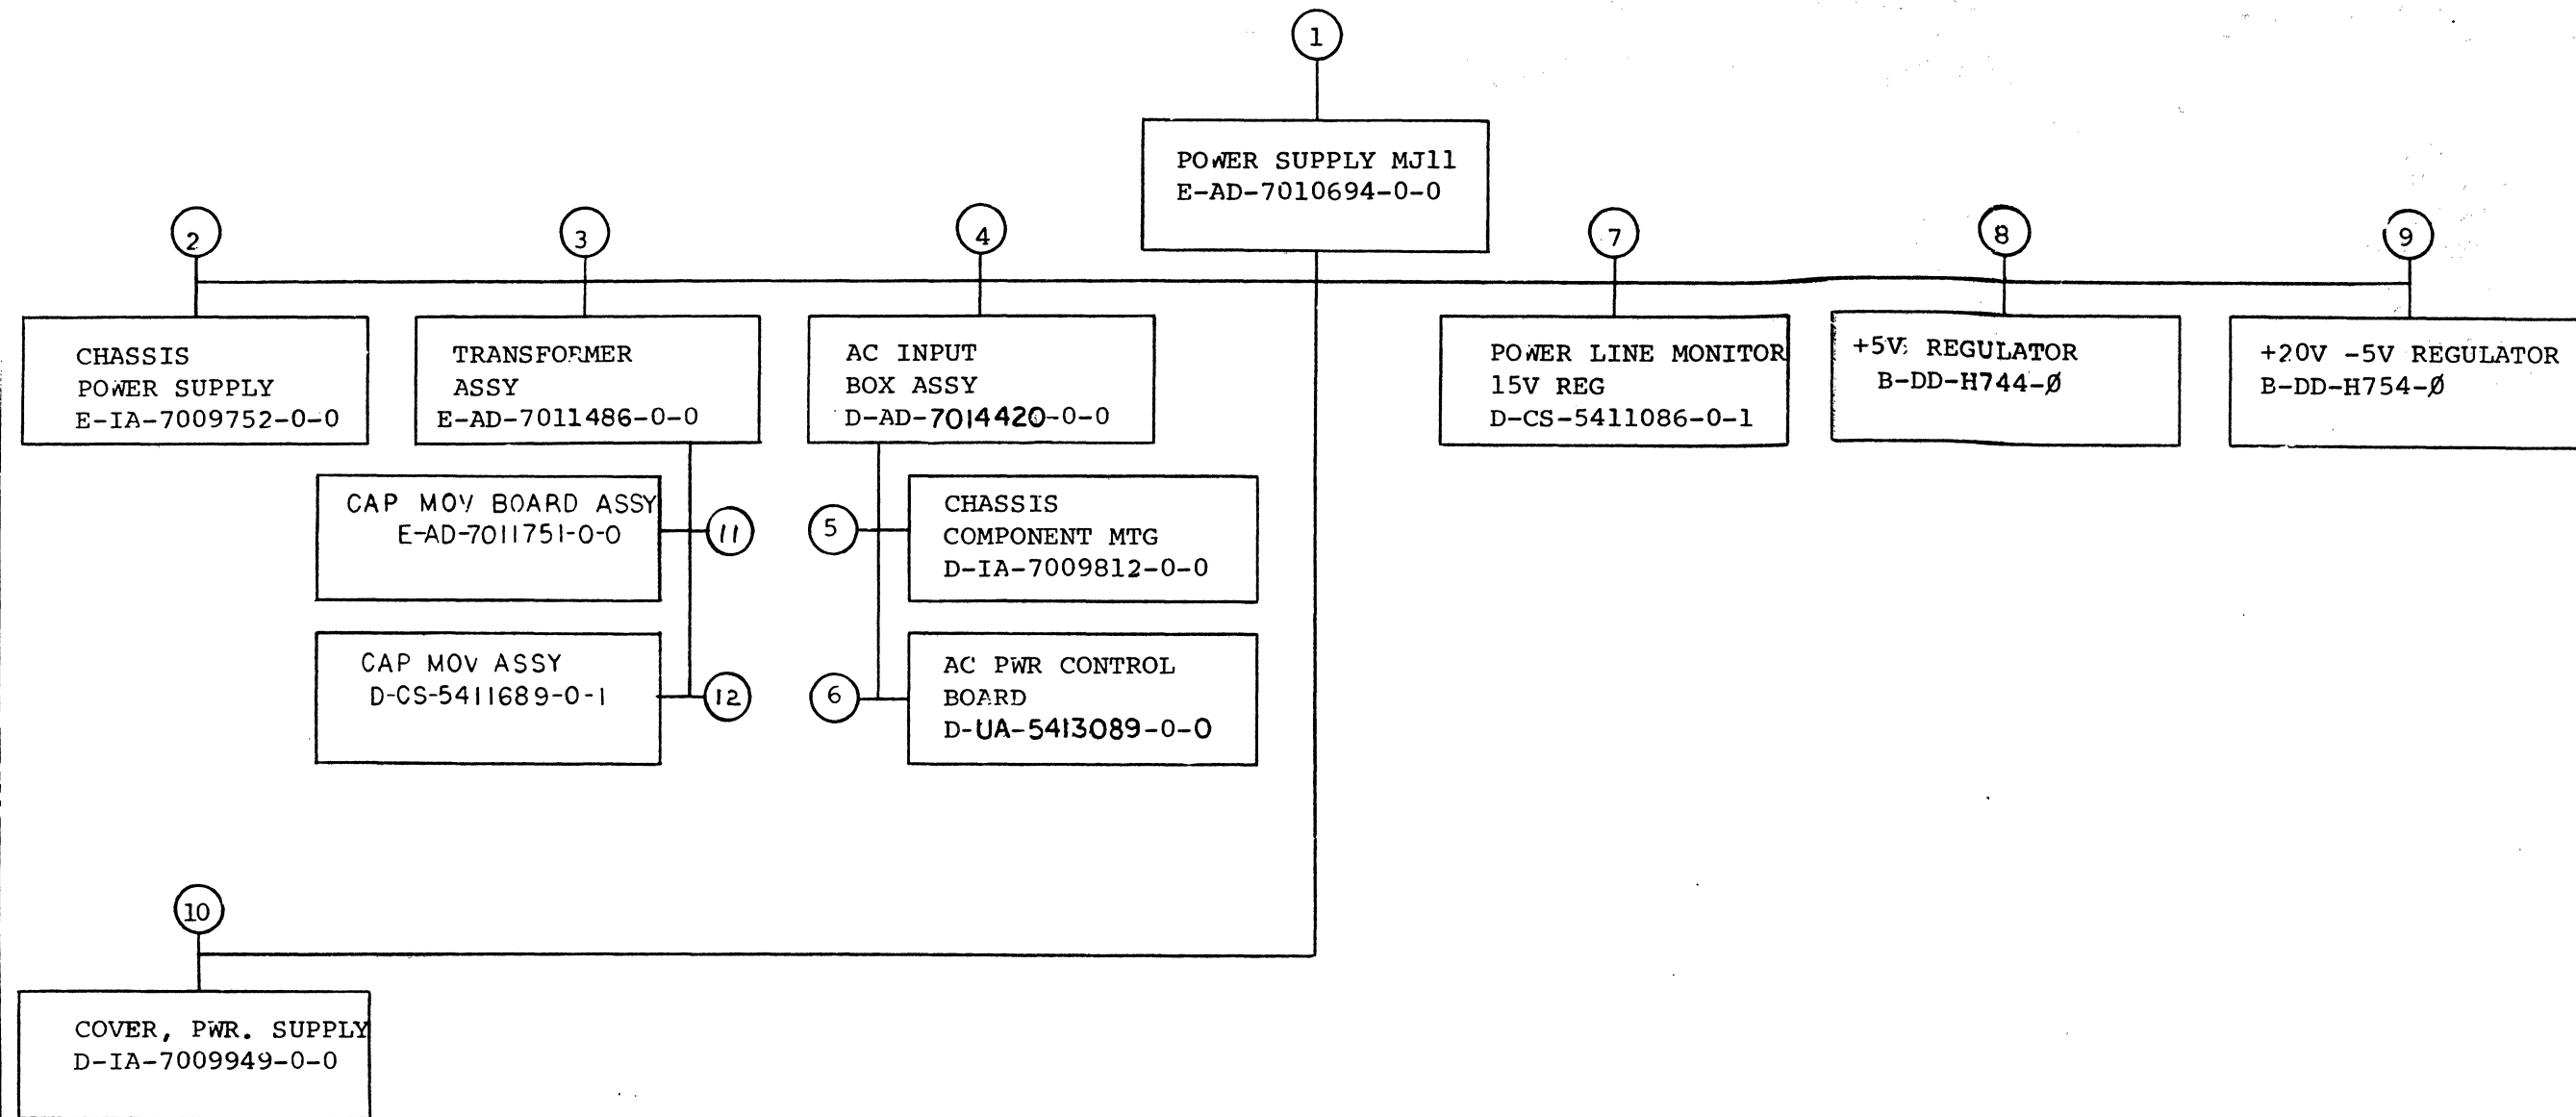 1
POWER SUPPLY MJ11
E-AD-7010694-0-0
2
3
4
7
8
9
CHASSIS
POWER SUPPLY
E-IA-7009752-0-0
TRANSFORMER
ASSY
E-AD-7011486-0-0
AC INPUT
BOX ASSY
D-AD-7014420-0-0
POWER LINE MONITOR
15V REG
D-CS-5411086-0-1
+5V REGULATOR
B-DD-H744-Ø
+20V -5V REGULATOR
B-DD-H754-Ø
CAP MOV BOARD ASSY
E-AD-7011751-0-0
11
5
CHASSIS
COMPONENT MTG
D-IA-7009812-0-0
CAP MOV ASSY
D-CS-5411689-0-1
12
6
AC PWR CONTROL
BOARD
D-UA-5413089-0-0
10
COVER, PWR. SUPPLY
D-IA-7009949-0-0